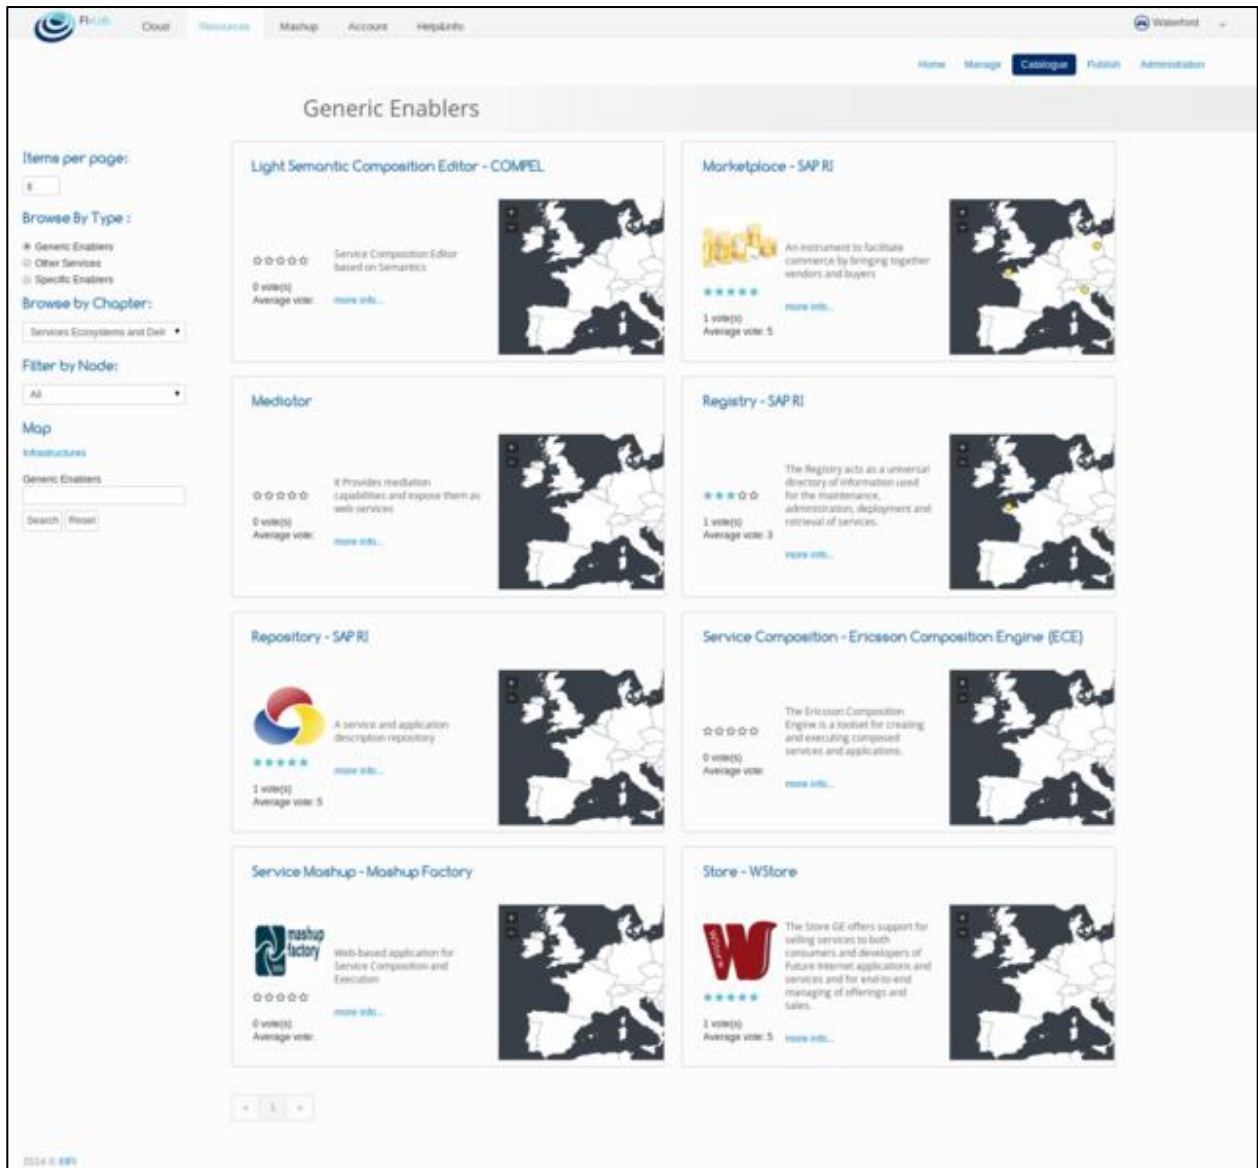 FI-Lab
Cloud
Resources
Mashup
Account
Help&Info
Waterford
Home
Manage
Catalogue
Publish
Administration
Generic Enablers
Items per page:
8
Browse By Type :
Generic Enablers
Other Services
Specific Enablers
Browse by Chapter:
Services Ecosystems and Deli
Filter by Node:
All
Map
Infrastructures
Generic Enablers
Search Reset
Light Semantic Composition Editor - COMPEL
Service Composition Editor
based on Semantics
0 vote(s)
Average vote:
more info...
Marketplace - SAP RI
An instrument to facilitate
commerce by bringing together
vendors and buyers
more info...
1 vote(s)
Average vote: 5
Mediator
It Provides mediation
capabilities and expose them as
web services
0 vote(s)
Average vote:
more info...
Registry - SAP RI
The Registry acts as a universal
directory of information used
for the maintenance,
administration, deployment and
retrieval of services.
1 vote(s)
Average vote: 3
more info...
Repository - SAP RI
A service and application
description repository
more info...
1 vote(s)
Average vote: 5
Service Composition - Ericsson Composition Engine (ECE)
The Ericsson Composition
Engine is a toolset for creating
and executing composed
services and applications.
0 vote(s)
Average vote:
more info...
Service Mashup - Mashup Factory
mashup
factory
Web-based application for
Service Composition and
Execution
more info...
0 vote(s)
Average vote:
Store - WStore
WStore
The Store GE offers support for
selling services to both
consumers and developers of
Future Internet applications and
services and for end-to-end
managing of offerings and
sales.
1 vote(s)
Average vote: 5
more info...
« 1 »
2014 © XIFI